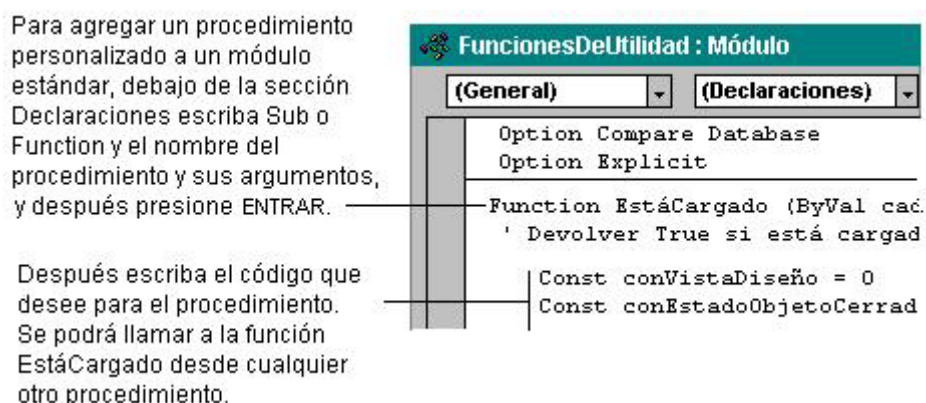 Para agregar un procedimiento
personalizado a un módulo
estándar, debajo de la sección
Declaraciones escriba Sub o
Function y el nombre del
procedimiento y sus argumentos,
y después presione ENTRAR.
Después escriba el código que
desee para el procedimiento.
Se podrá llamar a la función
EstáCargado desde cualquier
otro procedimiento.
FuncionesDeUtilidad : Módulo
(General) (Declaraciones)
Option Compare Database
Option Explicit
Function EstáCargado (ByVal cad
' Devolver True si está cargad
Const conVistaDiseño = 0
Const conEstadoObjetoCerrad